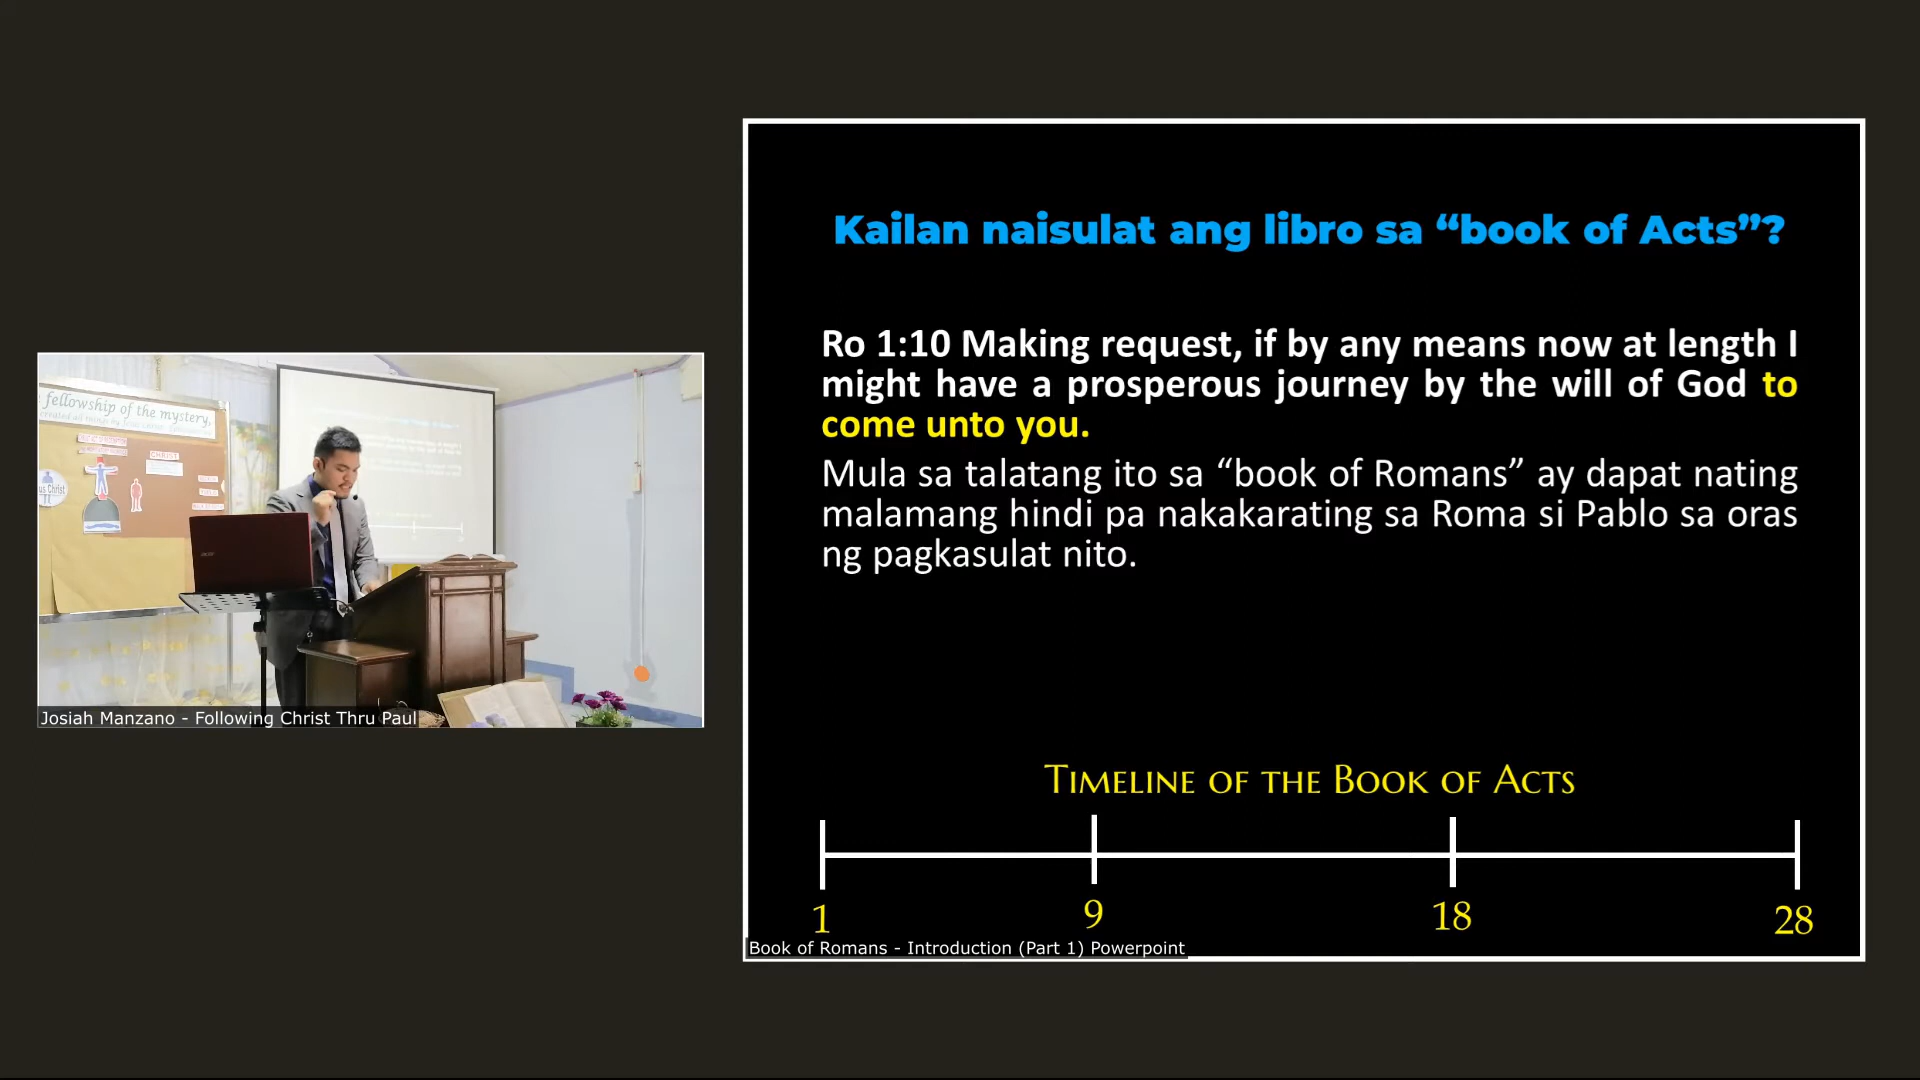 fellowship of the mystery,
CHRIST
us Christ
acer
Josiah Manzano - Following Christ Thru Paul
Kailan naisulat ang libro sa “book of Acts”?
Ro 1:10 Making request, if by any means now at length I
might have a prosperous journey by the will of God to
come unto you.
Mula sa talatang ito sa “book of Romans” ay dapat nating
malamang hindi pa nakakarating sa Roma si Pablo sa oras
ng pagkasulat nito.
Timeline of the Book of Acts
1 9 18 28
Book of Romans - Introduction (Part 1) Powerpoint